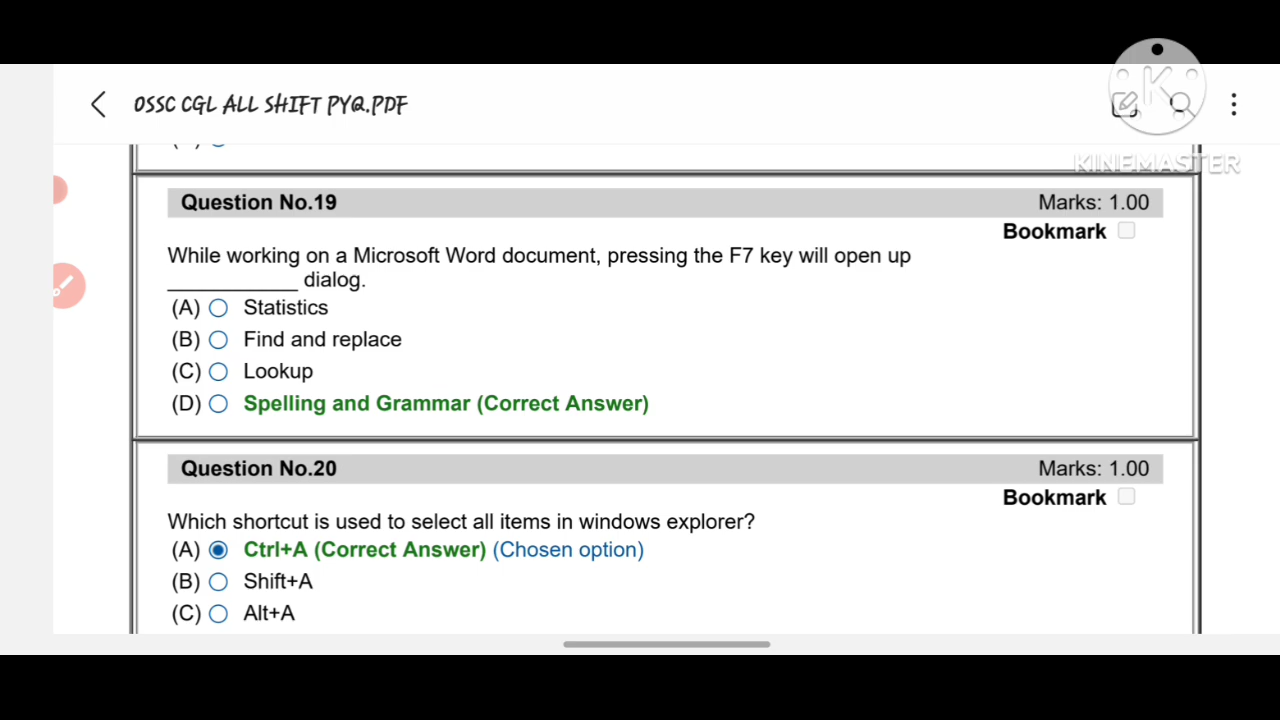 OSSC CGL ALL SHIFT PYQ.PDF
KINEMASTER
Question No.19 Marks: 1.00
Bookmark
While working on a Microsoft Word document, pressing the F7 key will open up
____________ dialog.
(A) Statistics
(B) Find and replace
(C) Lookup
(D) Spelling and Grammar (Correct Answer)
Question No.20 Marks: 1.00
Bookmark
Which shortcut is used to select all items in windows explorer?
(A) Ctrl+A (Correct Answer) (Chosen option)
(B) Shift+A
(C) Alt+A